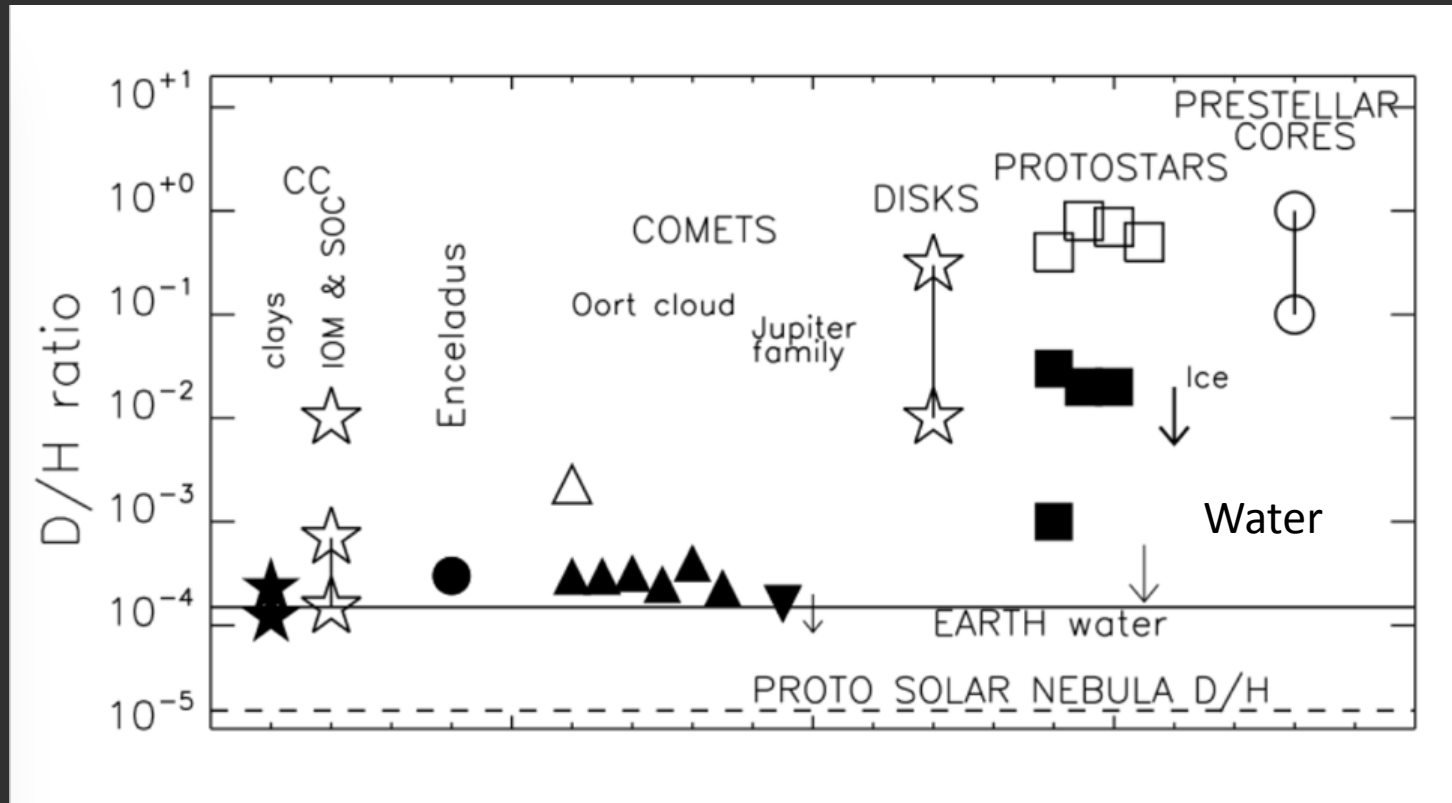 10+1
PRESTELLAR
CORES
PROTOSTARS
CC
10+0
DISKS
IOM & SOC
COMETS
Enceladus
clays
Oort cloud
10-1
Jupiter
family
D/H ratio
Ice
10-2
10-3
Water
10-4
EARTH water
PROTO SOLAR NEBULA D/H
10-5